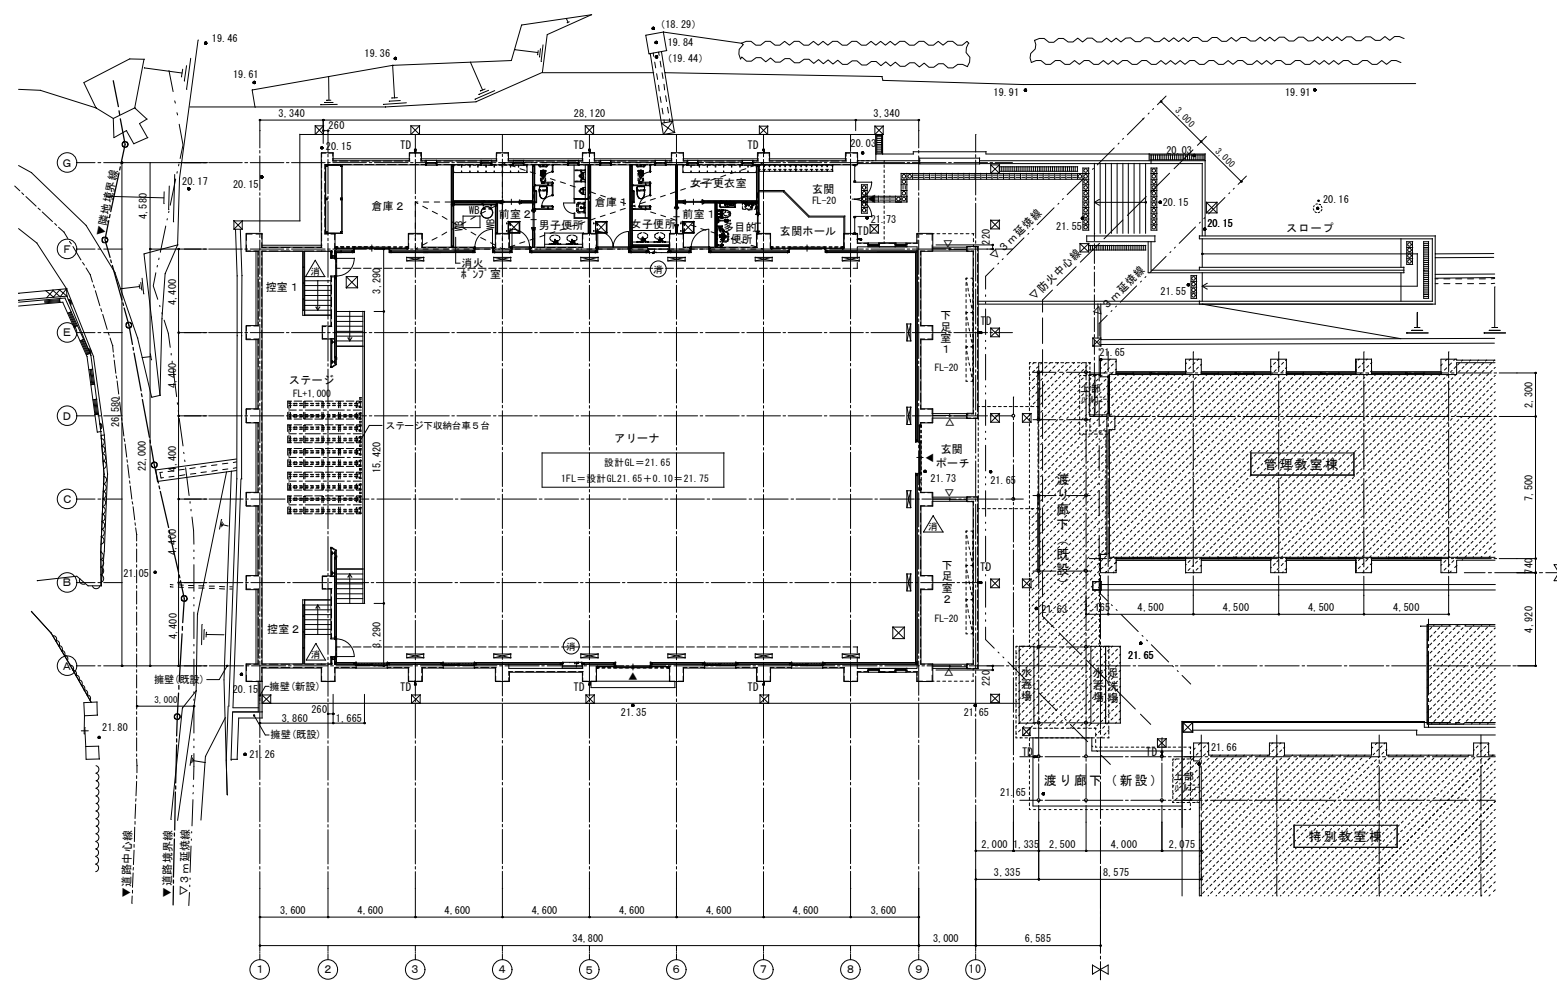 19.46
(18.29)
19.84
(19.44)
19.36
19.61
19.91
19.91
3,340
28,120
3,340
3,000
3,000
260
20.15
TD
TD
TD
20.03
20.03
G
▼隣地境界線
20.17
20.15
4,580
倉庫2
WB
前室2
男子便所
倉庫1
女子便所
女子更衣室
前室1
多目的
便所
玄関
FL-20
玄関ホール
21.73
TD
20.15
20.16
20.15
21.55
スロープ
F
220
▽3m延焼線
▽防火中心線
▽3m延焼線
21.55
消火
ポンプ室
消
消
控室1
3,290
4,400
E
下足室1
FL-20
TD
21.65
ステージ
FL+1,000
4,400
26,580
D
ステージ下収納台車5台
アリーナ
設計GL=21.65
1FL=設計GL21.65+0.10=21.75
15,420
22,000
4,400
玄関
ポーチ
21.73
21.65
渡り廊下(既設)
管理教室棟
2,300
7,500
C
消
4,400
21.05
B
下足室2
FL-20
TD
21.63
740
4,500
4,500
4,500
4,500
4,920
4,400
控室2
消
3,290
消
21.65
A
擁壁(既設)
20.15
擁壁(新設)
3,000
TD
TD
TD
220
水呑場
水呑場
足洗場
260
3,860
1,665
21.35
21.65
21.80
擁壁(既設)
21.26
TD
TD
21.66
渡り廊下(新設)
21.65
特別教室棟
▼道路中心線
▼道路境界線
▽3m延焼線
2,000
1,335
2,500
4,000
2,075
3,335
8,575
3,600
4,600
4,600
4,600
4,600
4,600
4,600
3,600
34,800
3,000
6,585
1
2
3
4
5
6
7
8
9
10